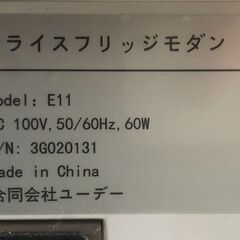 ライスフリッジモダン
odel: E11
C 100V,50/60Hz,60W
/N: 3G020131
ade in China
合同会社ユーデー